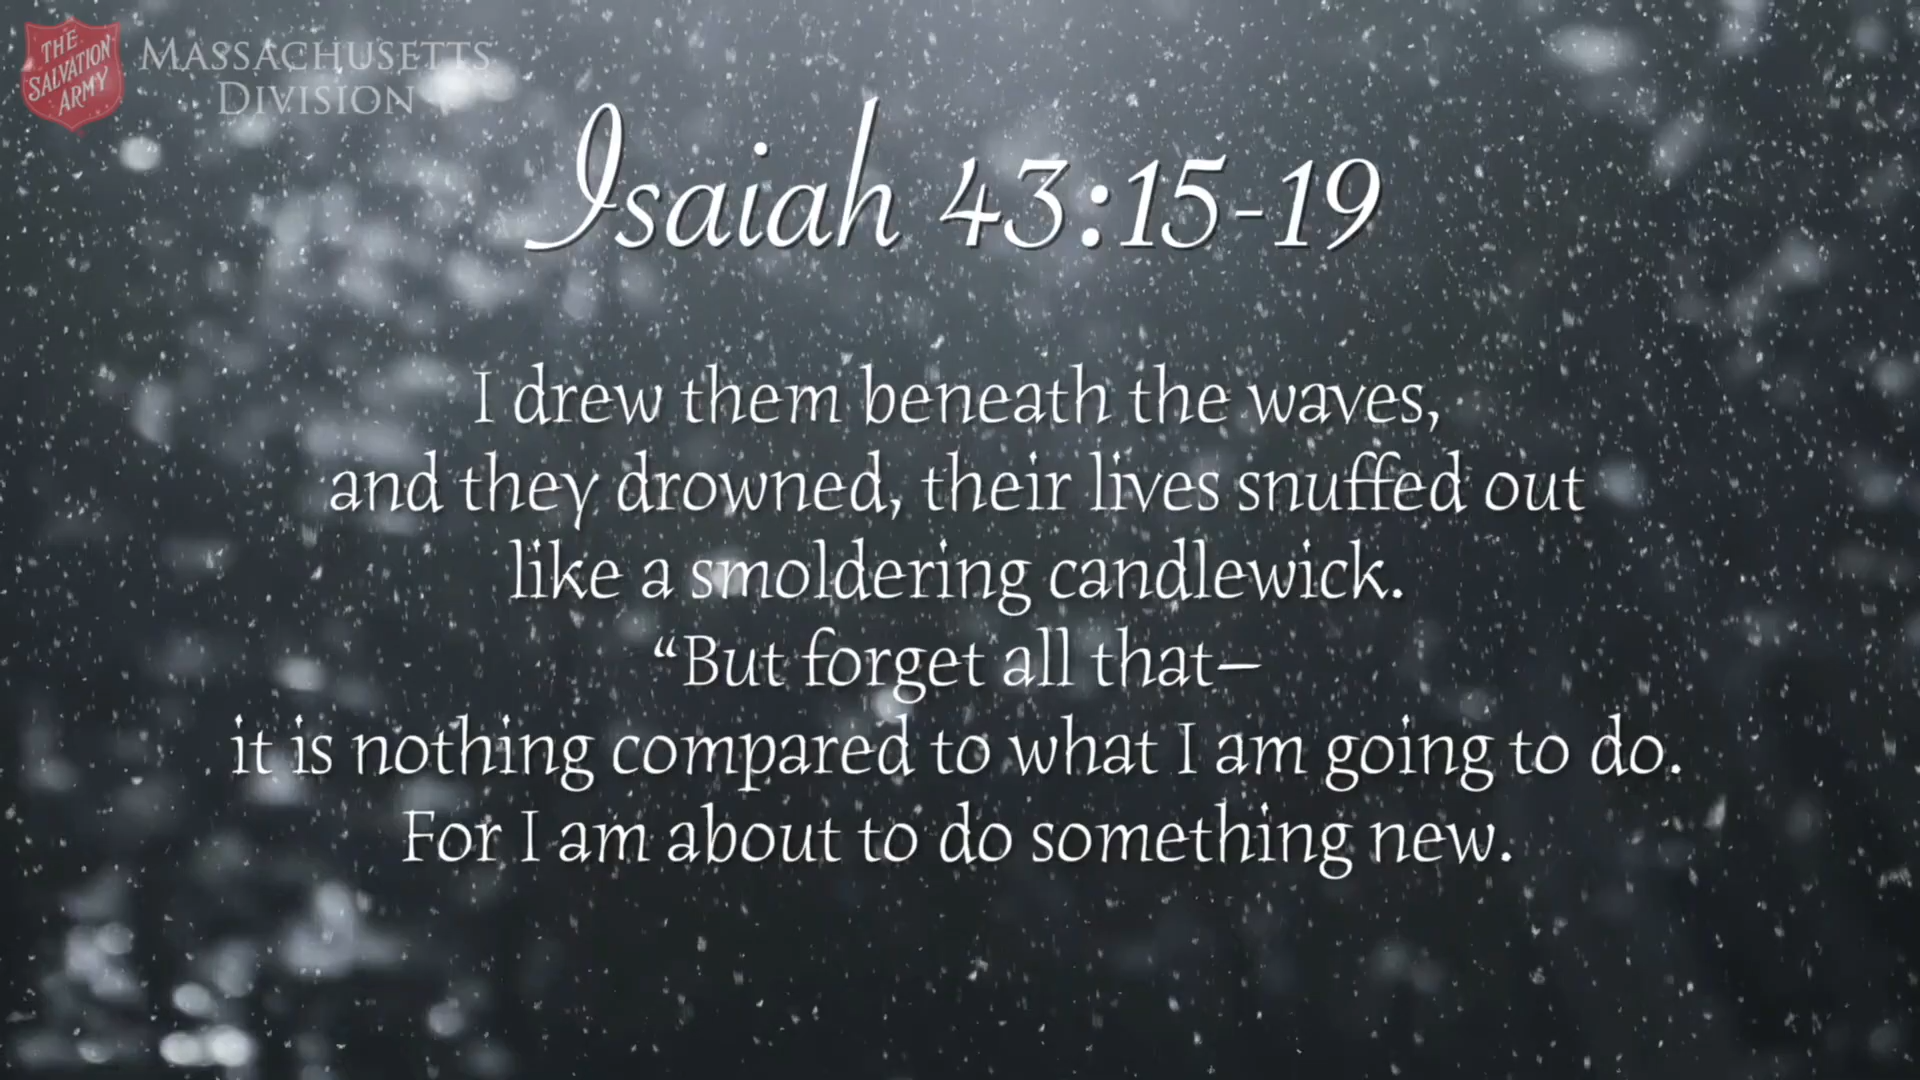 THE
SALVATION
ARMY
MASSACHUSETTS
DIVISION
Isaiah 43:15-19
I drew them beneath the waves,
and they drowned, their lives snuffed out
like a smoldering candlewick.
“But forget all that—
it is nothing compared to what I am going to do.
For I am about to do something new.